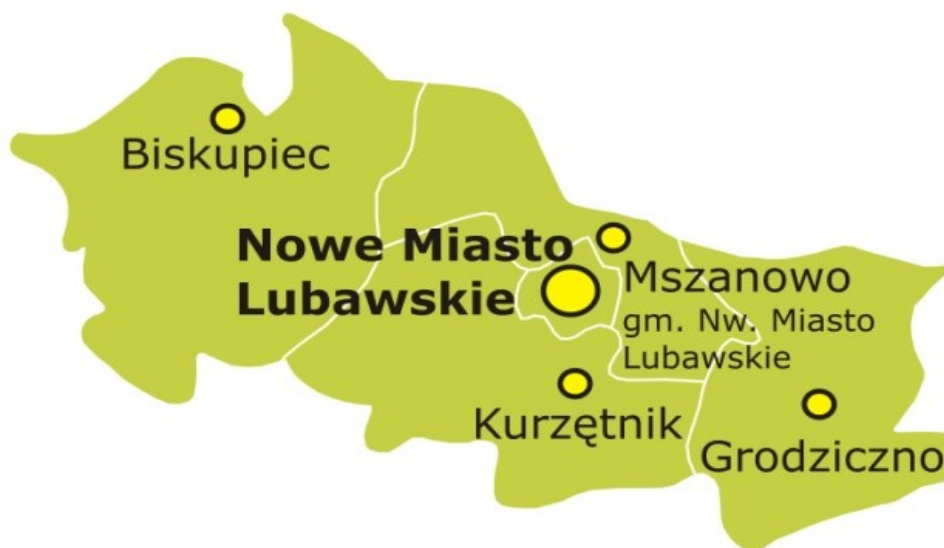 Biskupiec
Nowe Miasto
Lubawskie
Mszanowo
gm. Nw. Miasto
Lubawskie
Kurzętnik
Grodziczno